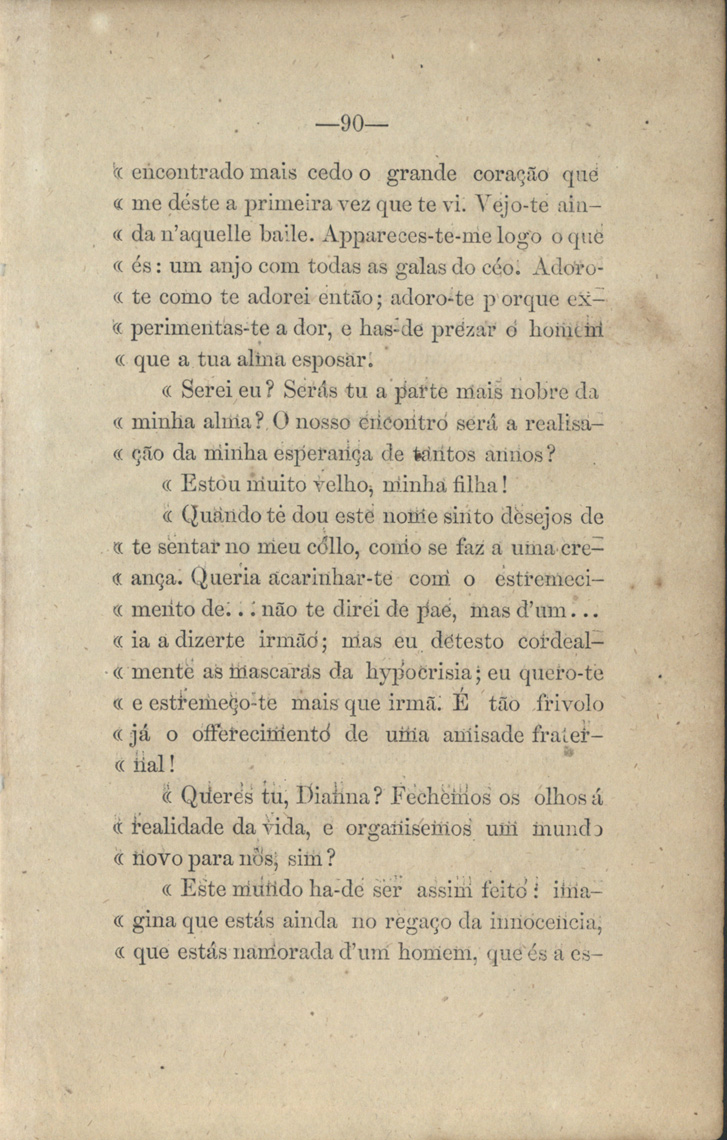 —90—
« encontrado mais cedo o grande coração que
« me déste a primeira vez que te vi. Vejo-te ain–
« da n'aquelle baile. Appareces-te-me logo o que
« és: um anjo com todas as galas do céo. Adoro-
« te como te adorei então; adoro-te porque ex–
« perimentas-te a dor, e has-de prézar o homem
« que a tua alma esposar.
« Serei eu? Serás tu a parte mais nobre da
« minha alma? O nosso encontro será a realisa–
« ção da minha esperança de tantos annos?
« Estou muito velho, minha filha!
« Quando te dou este nome sinto desejos de
« te sentar no meu cóllo, como se faz a uma cre–
« ança. Queria acarinhar-te com o estremeci–
« mento de... não te direi de pae, mas d'um...
« ia a dizerte irmão; mas eu detesto cordeal–
« mente as mascaras da hypocrisia; eu quero-te
« e estremeço-te mais que irmã. É tão frivolo
« já o offerecimento de uma amisade frater–
« nal!
« Queres tu, Dianna? Fechemos os olhos á
« realidade da vida, e organisemos um mundo
« novo para nós, sim?
« Este mundo ha-de ser assim feito: ima–
« gina que estás ainda no regaço da innocencia,
« que estás namorada d'um homem, que és a es–